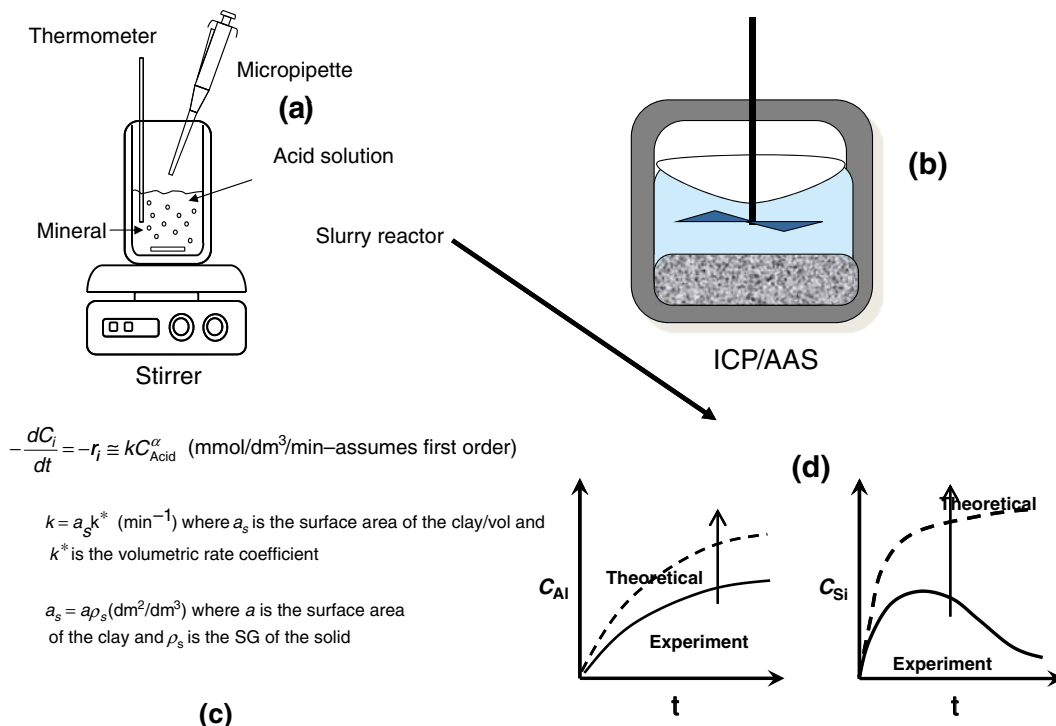 Thermometer
Micropipette
(a)
Acid solution
Mineral
Stirrer
Slurry reactor
(b)
ICP/AAS
−dC_i/dt = −r_i ≅ kC^α_Acid (mmol/dm³/min–assumes first order)
k = a_s k* (min⁻¹) where a_s is the surface area of the clay/vol and
k* is the volumetric rate coefficient
a_s = aρ_s (dm²/dm³) where a is the surface area
of the clay and ρ_s is the SG of the solid
(c)
(d)
C_Al
Theoretical
Experiment
t
C_Si
Theoretical
Experiment
t